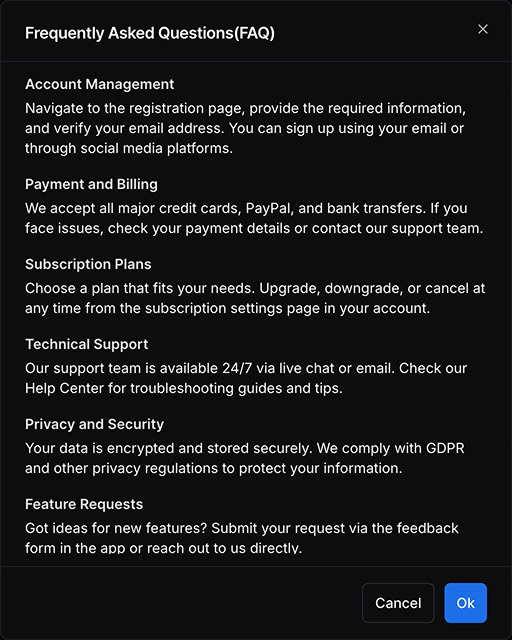 Frequently Asked Questions(FAQ)
Account Management
Navigate to the registration page, provide the required information,
and verify your email address. You can sign up using your email or
through social media platforms.
Payment and Billing
We accept all major credit cards, PayPal, and bank transfers. If you
face issues, check your payment details or contact our support team.
Subscription Plans
Choose a plan that fits your needs. Upgrade, downgrade, or cancel at
any time from the subscription settings page in your account.
Technical Support
Our support team is available 24/7 via live chat or email. Check our
Help Center for troubleshooting guides and tips.
Privacy and Security
Your data is encrypted and stored securely. We comply with GDPR
and other privacy regulations to protect your information.
Feature Requests
Got ideas for new features? Submit your request via the feedback
form in the app or reach out to us directly.
Cancel
Ok